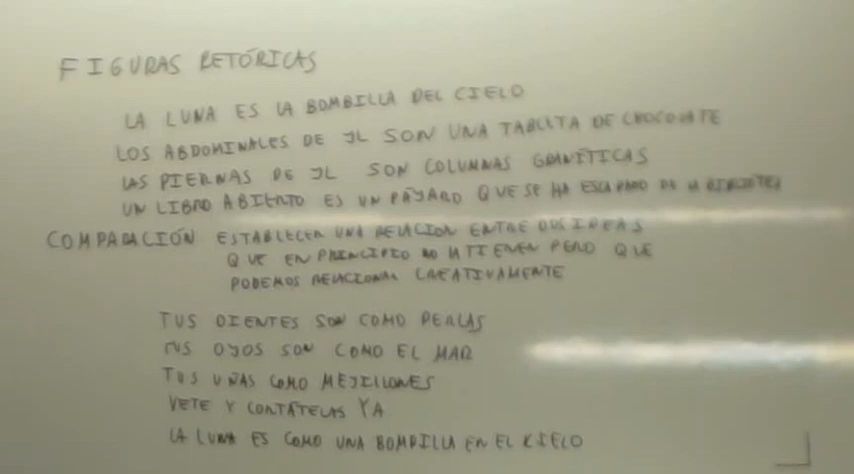 FIGURAS RETÓRICAS
LA LUNA ES LA BOMBILLA DEL CIELO
LOS ABDOMINALES DE JL SON UNA TABLETA DE CHOCOLATE
LAS PIERNAS DE JL SON COLUMNAS GRANÍTICAS
UN LIBRO ABIERTO ES UN PÁJARO QUE SE HA ESCAPADO DE LA
COMPARACIÓN ESTABLECER UNA RELACION ENTRE DOS IDEAS
QUE EN PRINCIPIO NO LA TIENEN PERO QUE
PODEMOS RELACIONAR CREATIVAMENTE
TUS DIENTES SON COMO PERLAS
TUS OJOS SON COMO EL MAR
TUS UÑAS COMO MEJILLONES
VETE Y CORTÁTELAS YA
LA LUNA ES COMO UNA BOMBILLA EN EL CIELO